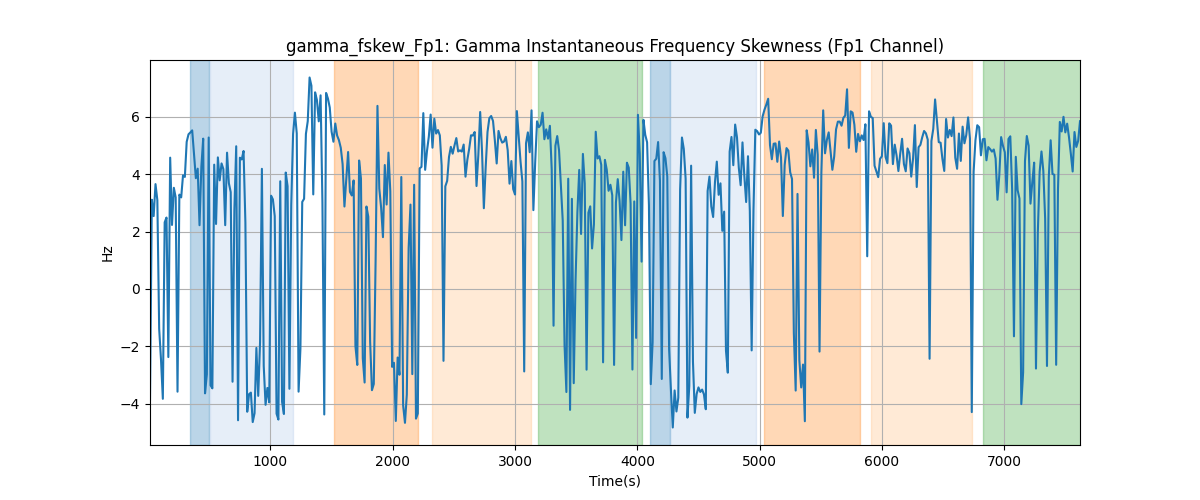 gamma_fskew_Fp1: Gamma Instantaneous Frequency Skewness (Fp1 Channel)
Hz
6
4
2
0
−2
−4
1000 2000 3000 4000 5000 6000 7000
Time(s)